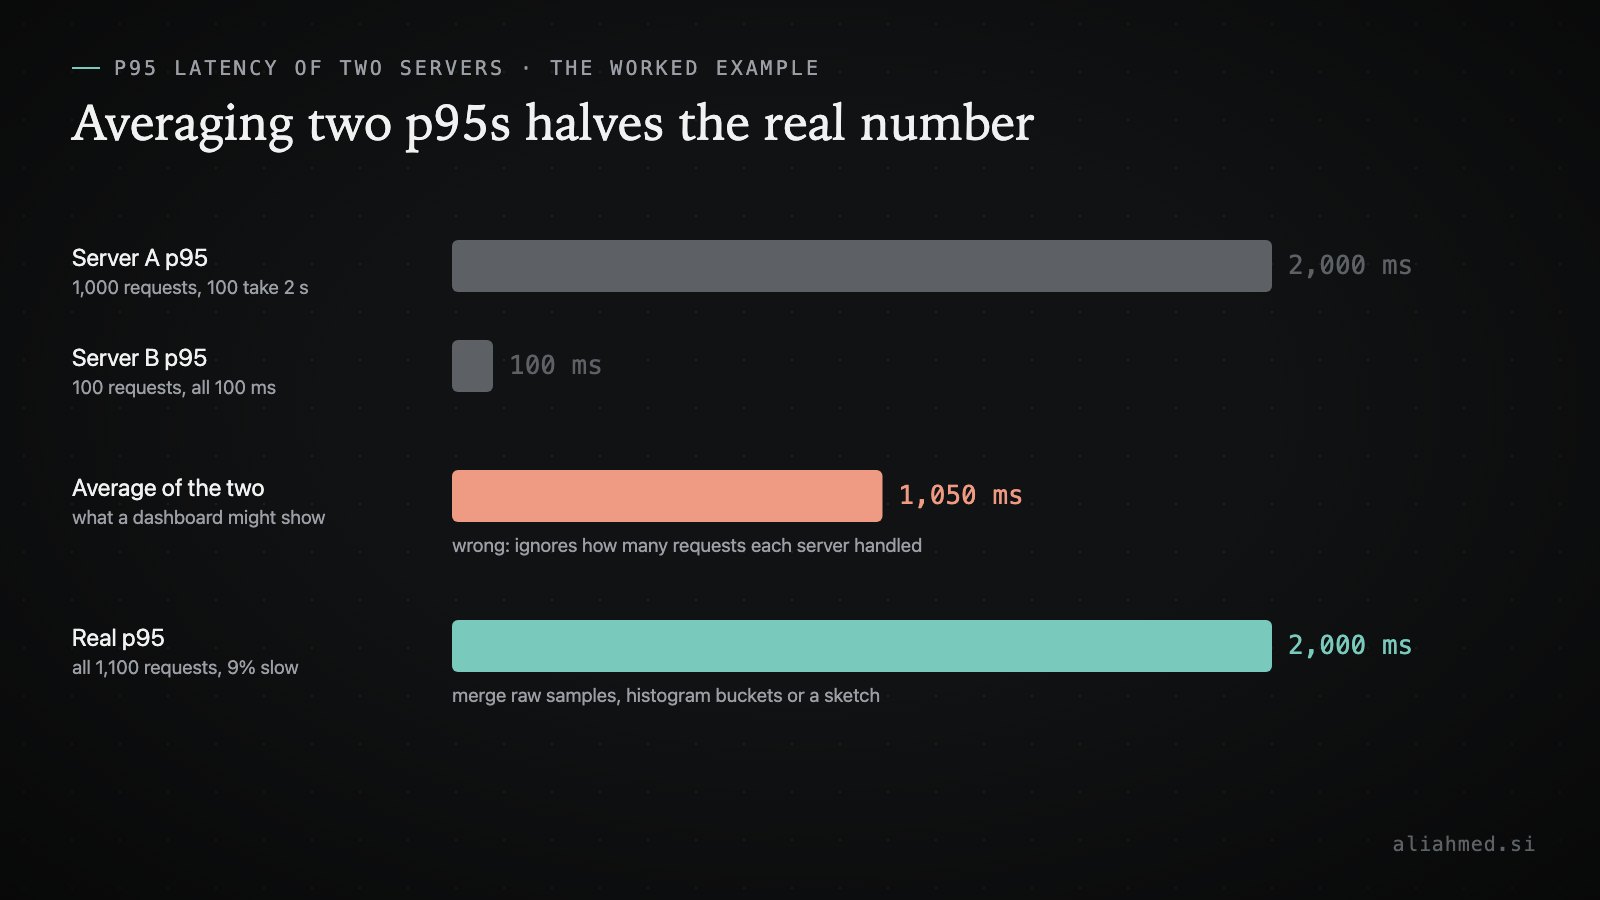 P95 LATENCY OF TWO SERVERS · THE WORKED EXAMPLE
Averaging two p95s halves the real number
Server A p95
1,000 requests, 100 take 2 s
2,000 ms
Server B p95
100 requests, all 100 ms
100 ms
Average of the two
what a dashboard might show
1,050 ms
wrong: ignores how many requests each server handled
Real p95
all 1,100 requests, 9% slow
2,000 ms
merge raw samples, histogram buckets or a sketch
aliahmed.si